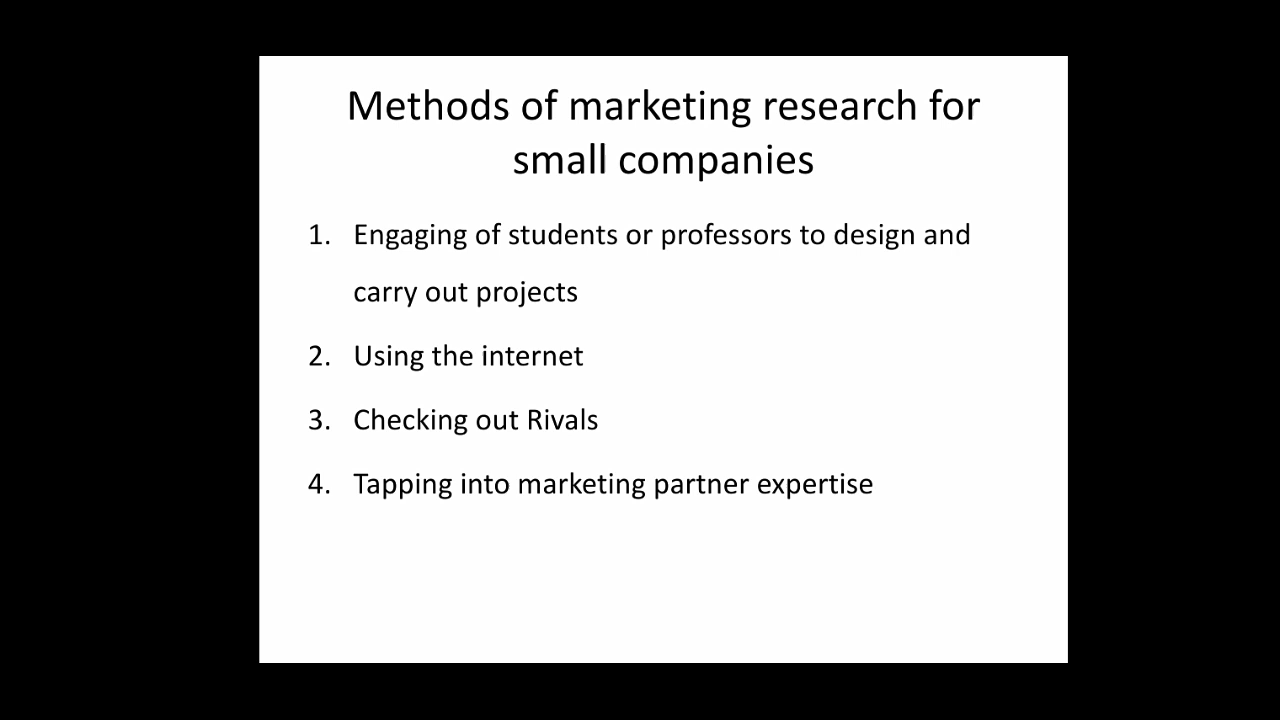 Methods of marketing research for
small companies
1. Engaging of students or professors to design and
carry out projects
2. Using the internet
3. Checking out Rivals
4. Tapping into marketing partner expertise